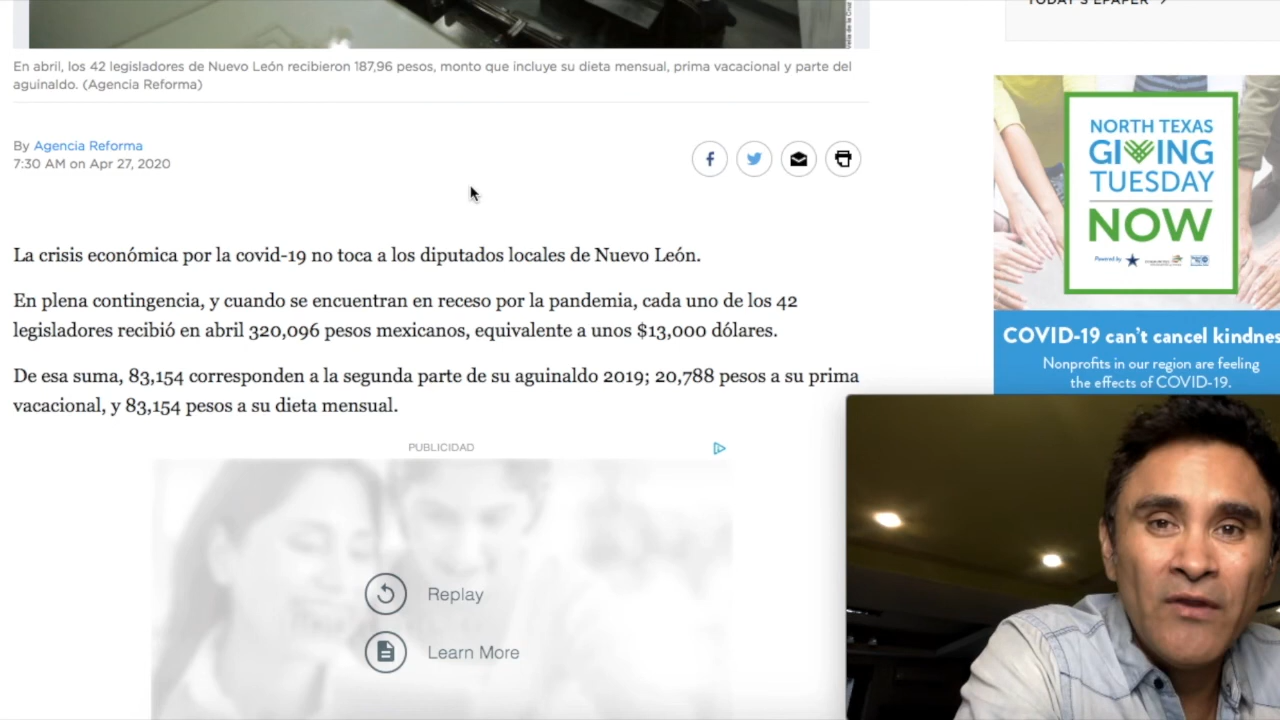 TODAY'S EPAPER
En abril, los 42 legisladores de Nuevo León recibieron 187,96 pesos, monto que incluye su dieta mensual, prima vacacional y parte del
aguinaldo. (Agencia Reforma)
By Agencia Reforma
7:30 AM on Apr 27, 2020
La crisis económica por la covid-19 no toca a los diputados locales de Nuevo León.
En plena contingencia, y cuando se encuentran en receso por la pandemia, cada uno de los 42
legisladores recibió en abril 320,096 pesos mexicanos, equivalente a unos $13,000 dólares.
De esa suma, 83,154 corresponden a la segunda parte de su aguinaldo 2019; 20,788 pesos a su prima
vacacional, y 83,154 pesos a su dieta mensual.
PUBLICIDAD
Replay
Learn More
NORTH TEXAS
GIVING
TUESDAY
NOW
Powered by
COVID-19 can't cancel kindnes
Nonprofits in our region are feeling
the effects of COVID-19.